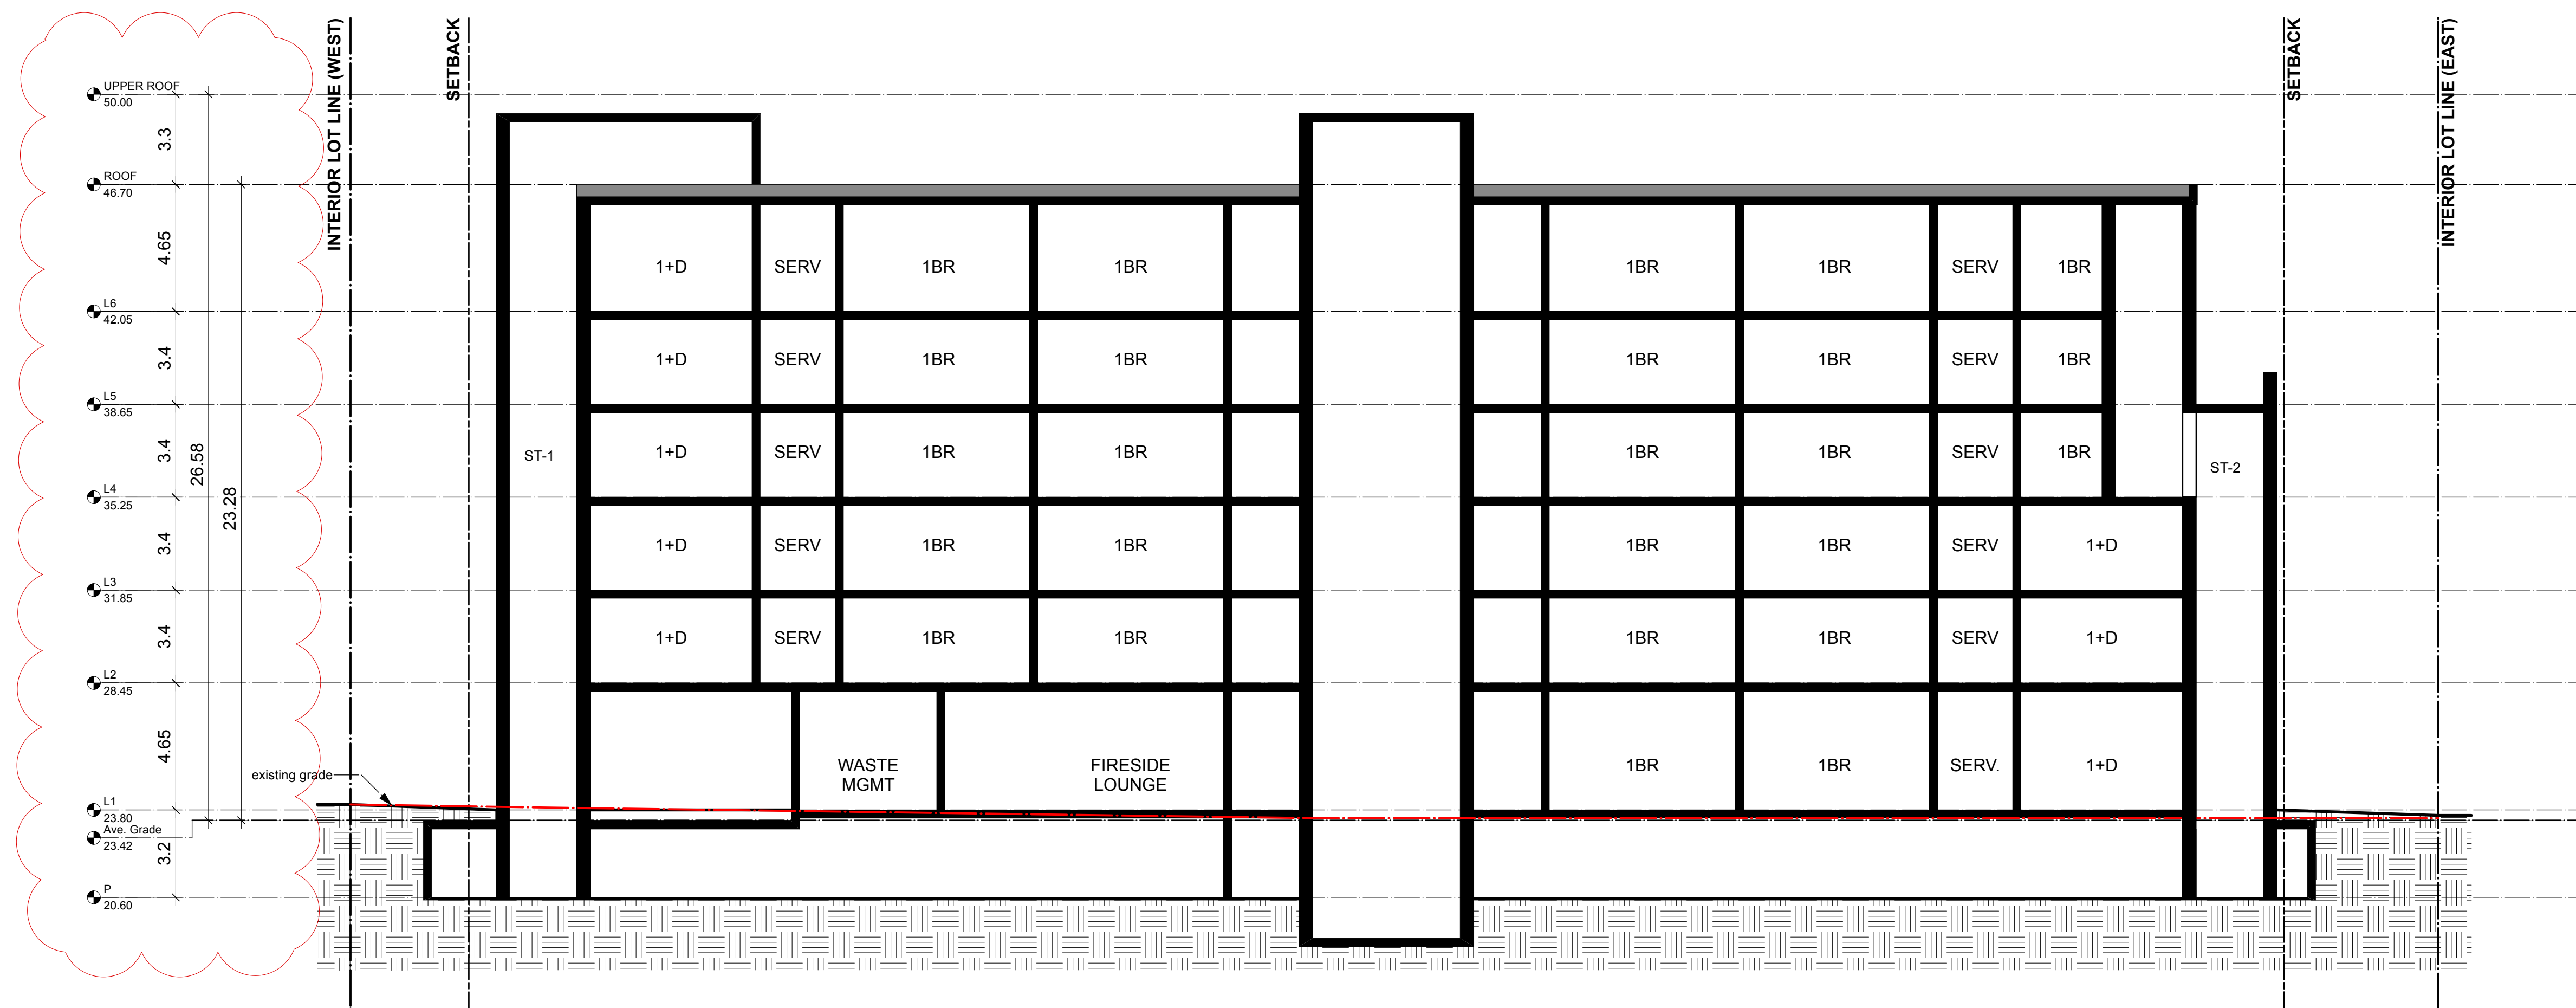 INTERIOR LOT LINE (WEST)
SETBACK
SETBACK
INTERIOR LOT LINE (EAST)
UPPER ROOF
50.00
3.3
ROOF
46.70
4.65
L6
42.05
3.4
L5
38.65
3.4
L4
35.25
3.4
L3
31.85
3.4
L2
28.45
4.65
L1
23.80
Ave. Grade
23.42
3.2
P
20.60
26.58
23.28
existing grade
ST-1
ST-2
1+D SERV 1BR 1BR 1BR 1BR SERV 1BR
1+D SERV 1BR 1BR 1BR 1BR SERV 1BR
1+D SERV 1BR 1BR 1BR 1BR SERV 1BR
1+D SERV 1BR 1BR 1BR 1BR SERV 1+D
1+D SERV 1BR 1BR 1BR 1BR SERV 1+D
WASTE
MGMT
FIRESIDE
LOUNGE
1BR 1BR SERV. 1+D